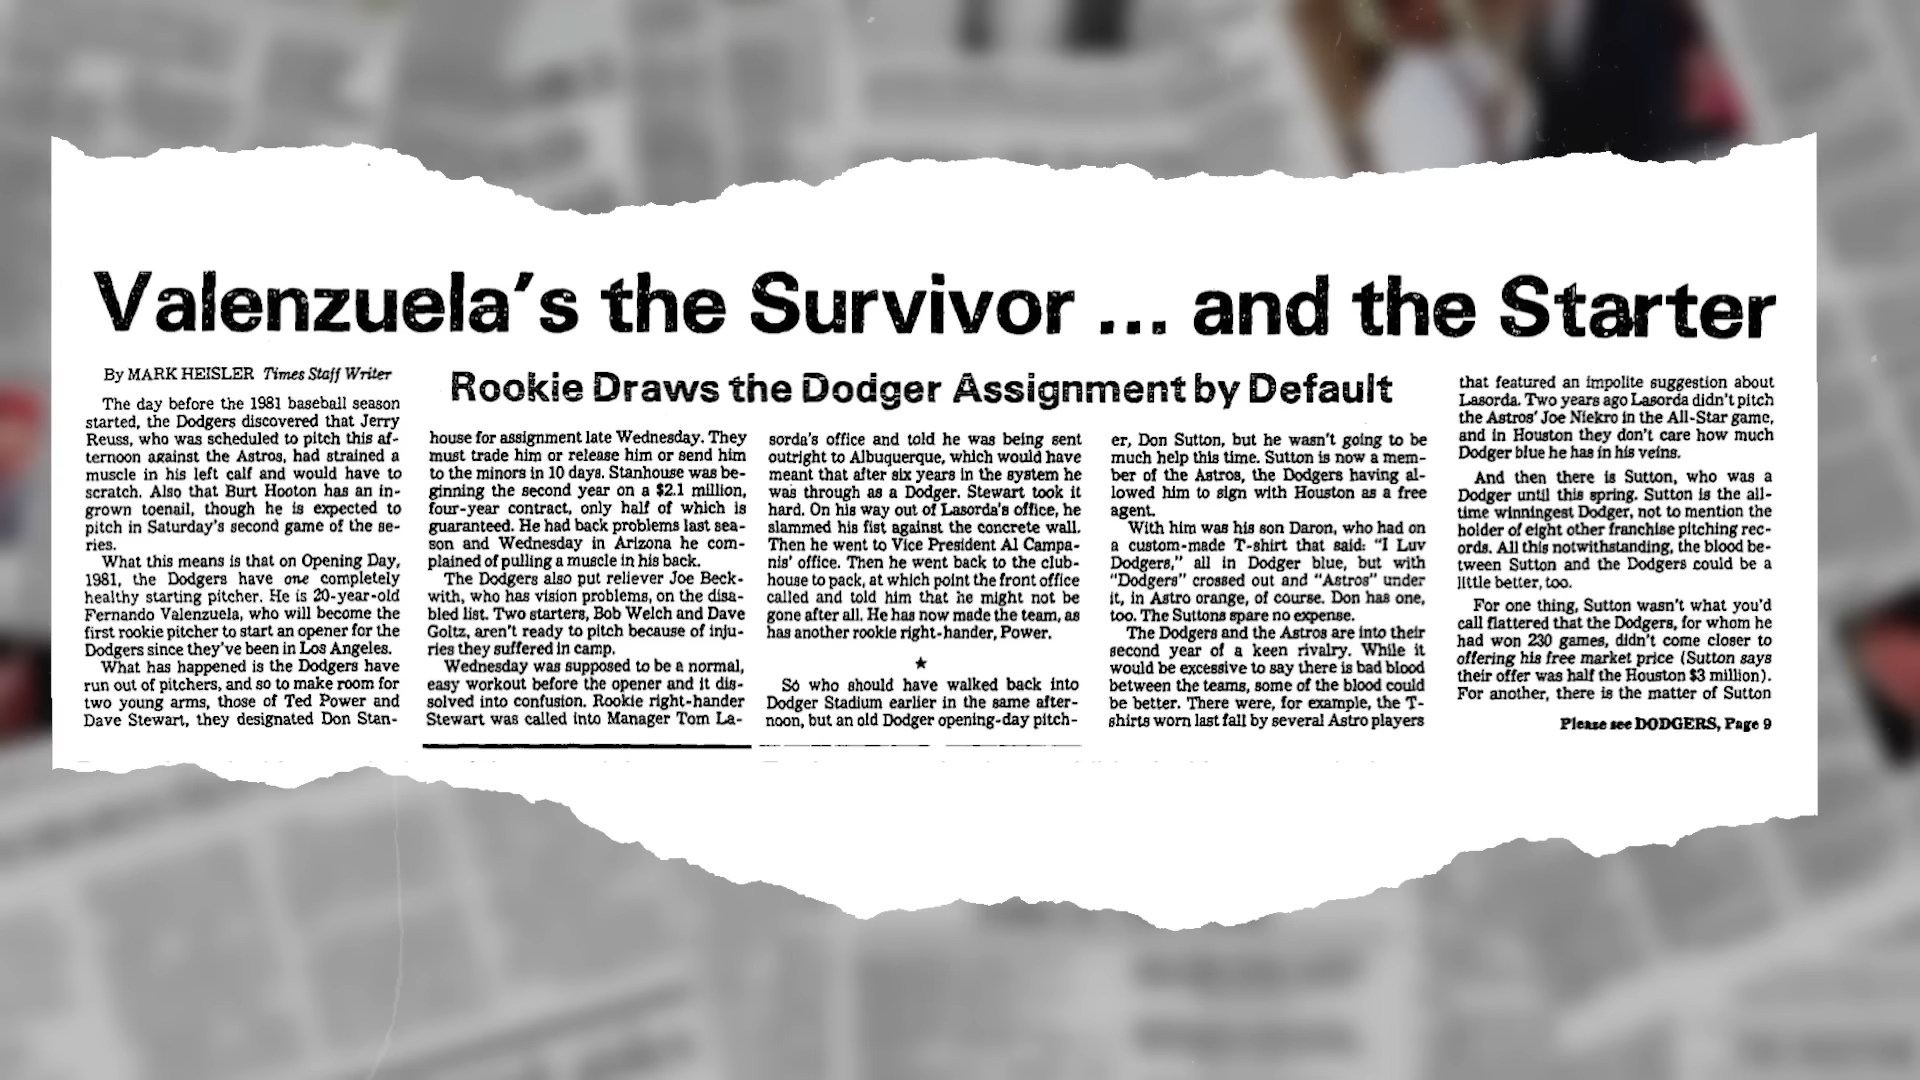 Valenzuela's the Survivor ... and the Starter
Rookie Draws the Dodger Assignment by Default
By MARK HEISLER Times Staff Writer
The day before the 1981 baseball season
started, the Dodgers discovered that Jerry
Reuss, who was scheduled to pitch this af-
ternoon against the Astros, had strained a
muscle in his left calf and would have to
scratch. Also that Burt Hooton has an in-
grown toenail, though he is expected to
pitch in Saturday's second game of the se-
ries.
What this means is that on Opening Day,
1981, the Dodgers have one completely
healthy starting pitcher. He is 20-year-old
Fernando Valenzuela, who will become the
first rookie pitcher to start an opener for the
Dodgers since they've been in Los Angeles.
What has happened is the Dodgers have
run out of pitchers, and so to make room for
two young arms, those of Ted Power and
Dave Stewart, they designated Don Stan-
house for assignment late Wednesday. They
must trade him or release him or send him
to the minors in 10 days. Stanhouse was be-
ginning the second year on a $2.1 million,
four-year contract, only half of which is
guaranteed. He had back problems last sea-
son and Wednesday in Arizona he com-
plained of pulling a muscle in his back.
The Dodgers also put reliever Joe Beck-
with, who has vision problems, on the disa-
bled list. Two starters, Bob Welch and Dave
Goltz, aren't ready to pitch because of inju-
ries they suffered in camp.
Wednesday was supposed to be a normal,
easy workout before the opener and it dis-
solved into confusion. Rookie right-hander
Stewart was called into Manager Tom La-
sorda's office and told he was being sent
outright to Albuquerque, which would have
meant that after six years in the system he
was through as a Dodger. Stewart took it
hard. On his way out of Lasorda's office, he
slammed his fist against the concrete wall.
Then he went to Vice President Al Campa-
nis' office. Then he went back to the club-
house to pack, at which point the front office
called and told him that he might not be
gone after all. He has now made the team, as
has another rookie right-hander, Power.
★
So who should have walked back into
Dodger Stadium earlier in the same after-
noon, but an old Dodger opening-day pitch-
er, Don Sutton, but he wasn't going to be
much help this time. Sutton is now a mem-
ber of the Astros, the Dodgers having al-
lowed him to sign with Houston as a free
agent.
With him was his son Daron, who had on
a custom-made T-shirt that said: “I Luv
Dodgers,” all in Dodger blue, but with
“Dodgers” crossed out and “Astros” under
it, in Astro orange, of course. Don has one,
too. The Suttons spare no expense.
The Dodgers and the Astros are into their
second year of a keen rivalry. While it
would be excessive to say there is bad blood
between the teams, some of the blood could
be better. There were, for example, the T-
shirts worn last fall by several Astro players
that featured an impolite suggestion about
Lasorda. Two years ago Lasorda didn't pitch
the Astros' Joe Niekro in the All-Star game,
and in Houston they don't care how much
Dodger blue he has in his veins.
And then there is Sutton, who was a
Dodger until this spring. Sutton is the all-
time winningest Dodger, not to mention the
holder of eight other franchise pitching rec-
ords. All this notwithstanding, the blood be-
tween Sutton and the Dodgers could be a
little better, too.
For one thing, Sutton wasn't what you'd
call flattered that the Dodgers, for whom he
had won 230 games, didn't come closer to
offering his free market price (Sutton says
their offer was half the Houston $3 million).
For another, there is the matter of Sutton
Please see DODGERS, Page 9